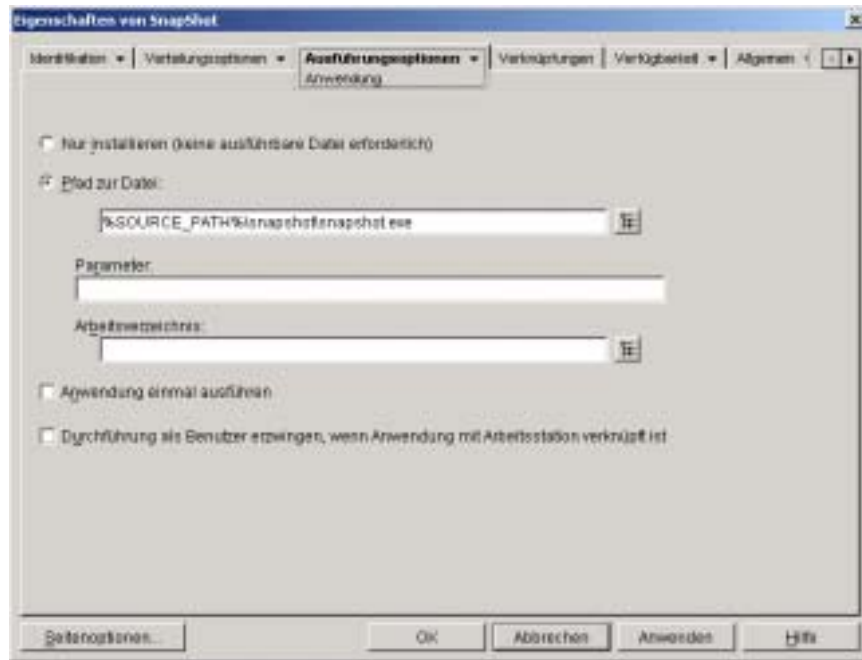 Eigenschaften von SnapShot
Identifikation
Verteilungsoptionen
Ausführungsoptionen
Verknüpfungen
Verfügbarkeit
Allgemein
Anwendung
Nur installieren (keine ausführbare Datei erforderlich)
Pfad zur Datei:
%SOURCE_PATH%\snapshot\snapshot.exe
Parameter:
Arbeitsverzeichnis:
Anwendung einmal ausführen
Durchführung als Benutzer erzwingen, wenn Anwendung mit Arbeitsstation verknüpft ist
Seitenoptionen...
OK
Abbrechen
Anwenden
Hilfe